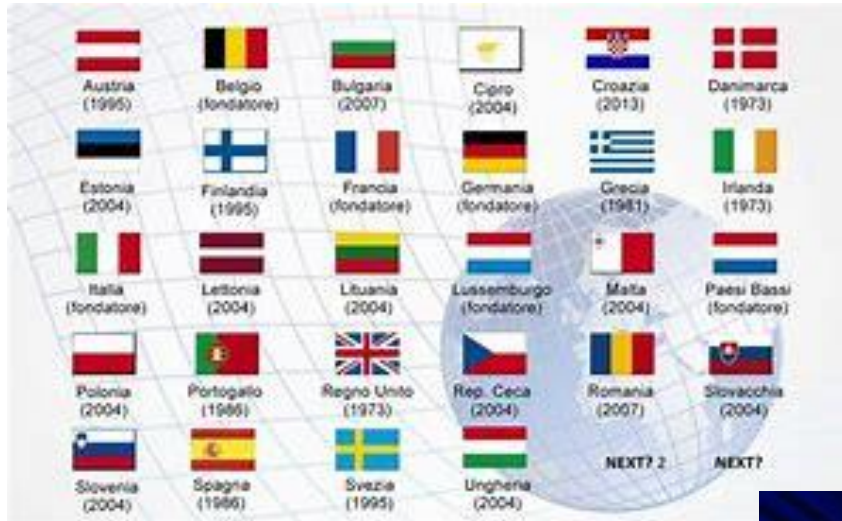 Austria Belgio Bulgaria Cipro Croazia Danimarca
(1995) (fondatore) (2007) (2004) (2013) (1973)
Estonia Finlandia Francia Germania Grecia Irlanda
(2004) (1995) (fondatore) (fondatore) (1981) (1973)
Italia Lettonia Lituania Lussemburgo Malta Paesi Bassi
(fondatore) (2004) (2004) (fondatore) (2004) (fondatore)
Polonia Portogallo Regno Unito Rep. Ceca Romania Slovacchia
(2004) (1986) (1973) (2004) (2007) (2004)
Slovenia Spagna Svezia Ungheria NEXT? 2 NEXT?
(2004) (1986) (1995) (2004)